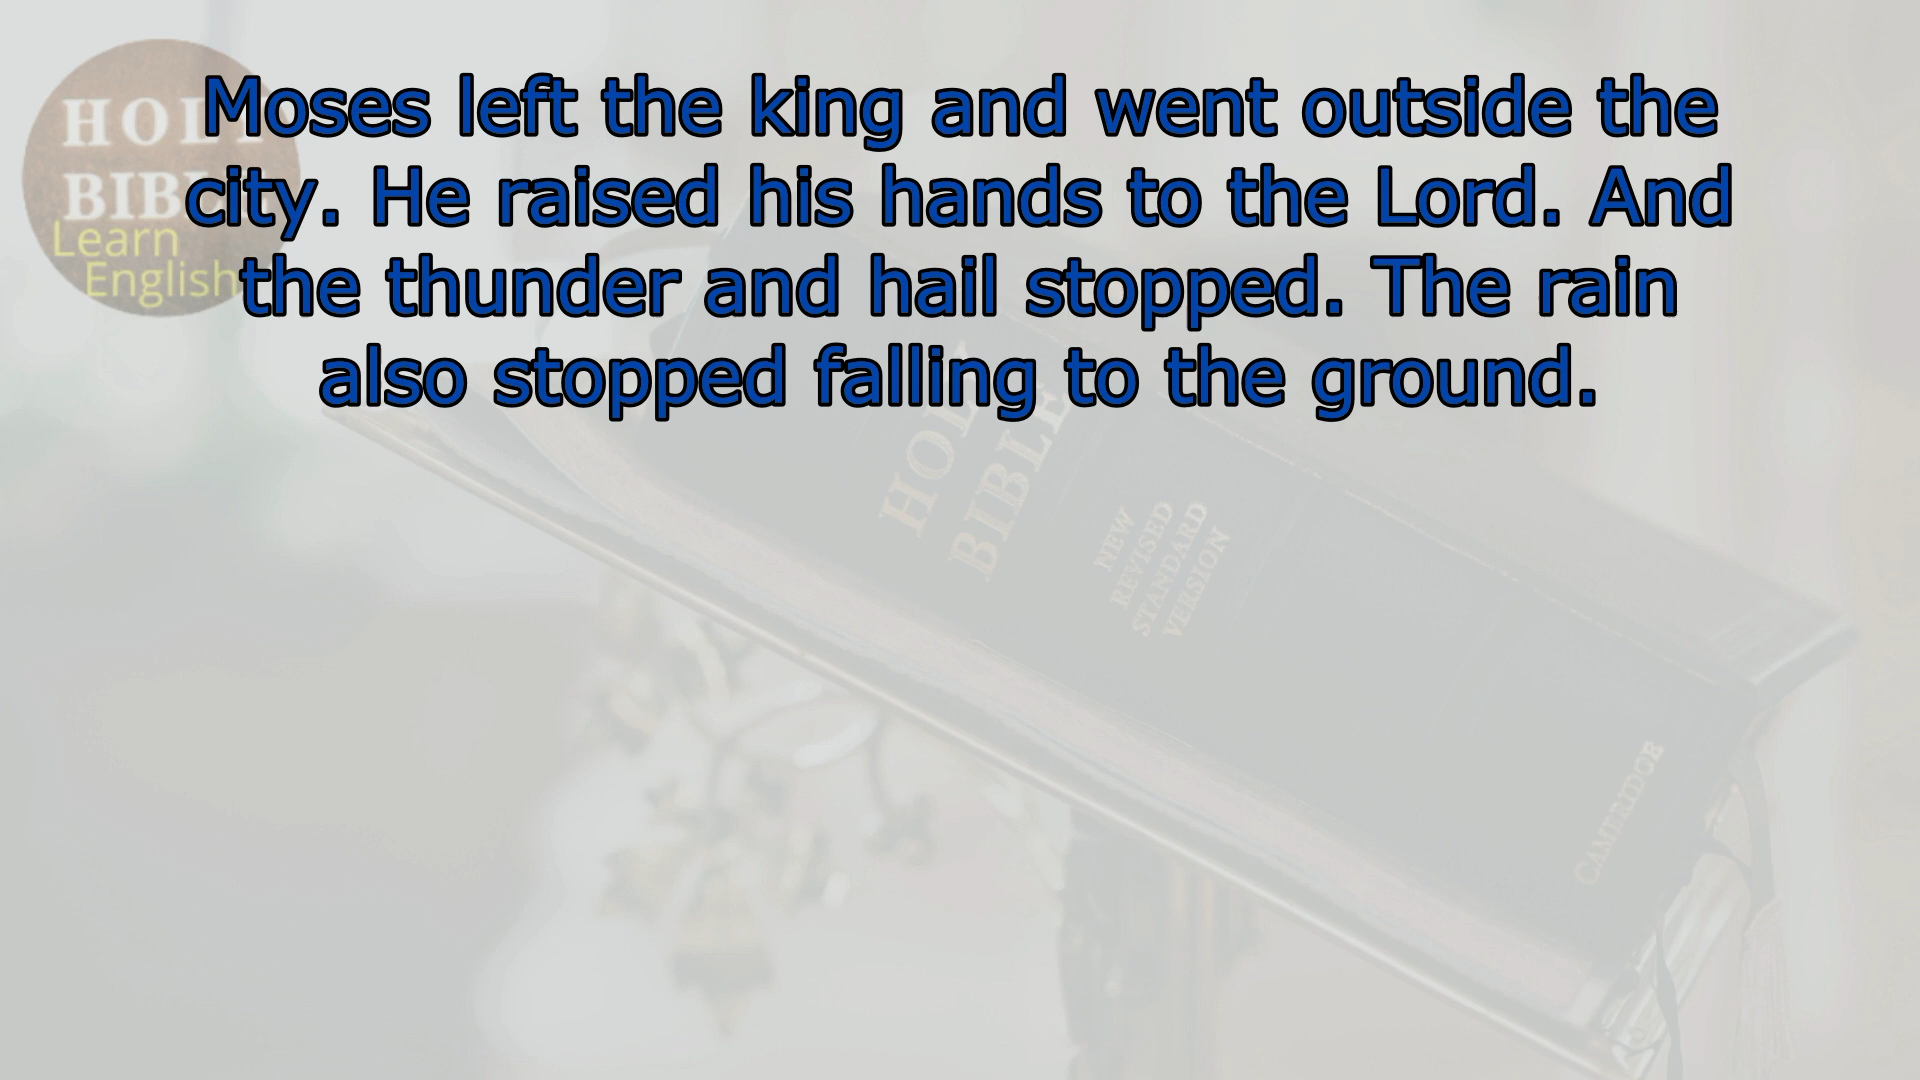 Moses left the king and went outside the
city. He raised his hands to the Lord. And
the thunder and hail stopped. The rain
also stopped falling to the ground.
HOLY
BIBLE
Learn
English
HOLY
BIBLE
NEW
REVISED
STANDARD
VERSION
CAMBRIDGE